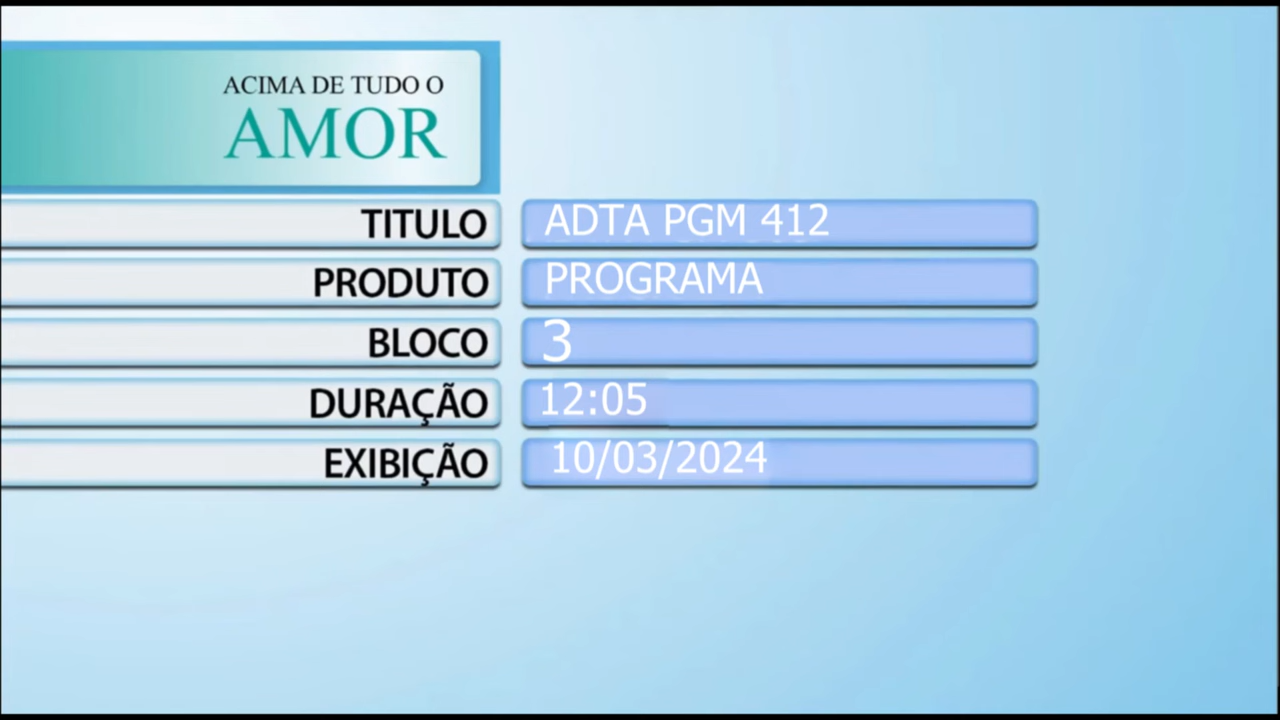 ACIMA DE TUDO O
AMOR
TITULO ADTA PGM 412
PRODUTO PROGRAMA
BLOCO 3
DURAÇÃO 12:05
EXIBIÇÃO 10/03/2024